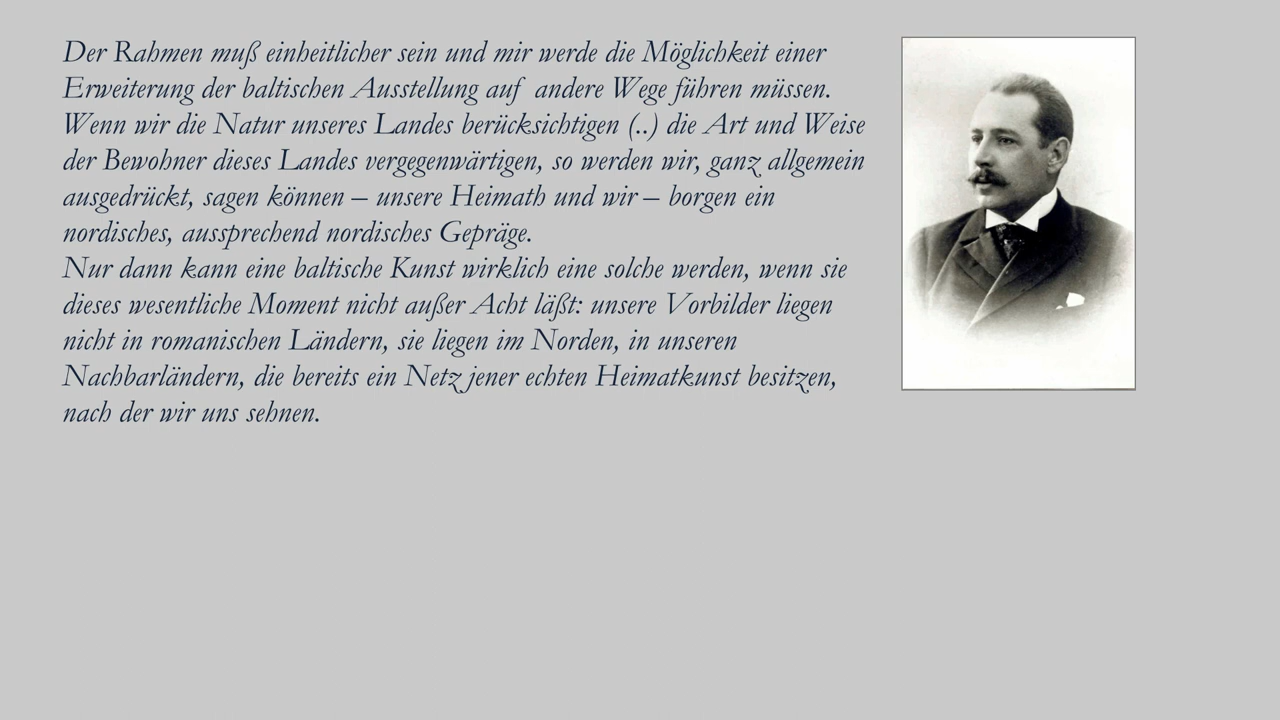 Der Rahmen muß einheitlicher sein und mir werde die Möglichkeit einer
Erweiterung der baltischen Ausstellung auf  andere Wege führen müssen.
Wenn wir die Natur unseres Landes berücksichtigen (..) die Art und Weise
der Bewohner dieses Landes vergegenwärtigen, so werden wir, ganz allgemein
ausgedrückt, sagen können – unsere Heimath und wir – borgen ein
nordisches, aussprechend nordisches Gepräge.
Nur dann kann eine baltische Kunst wirklich eine solche werden, wenn sie
dieses wesentliche Moment nicht außer Acht läßt: unsere Vorbilder liegen
nicht in romanischen Ländern, sie liegen im Norden, in unseren
Nachbarländern, die bereits ein Netz jener echten Heimatkunst besitzen,
nach der wir uns sehnen.